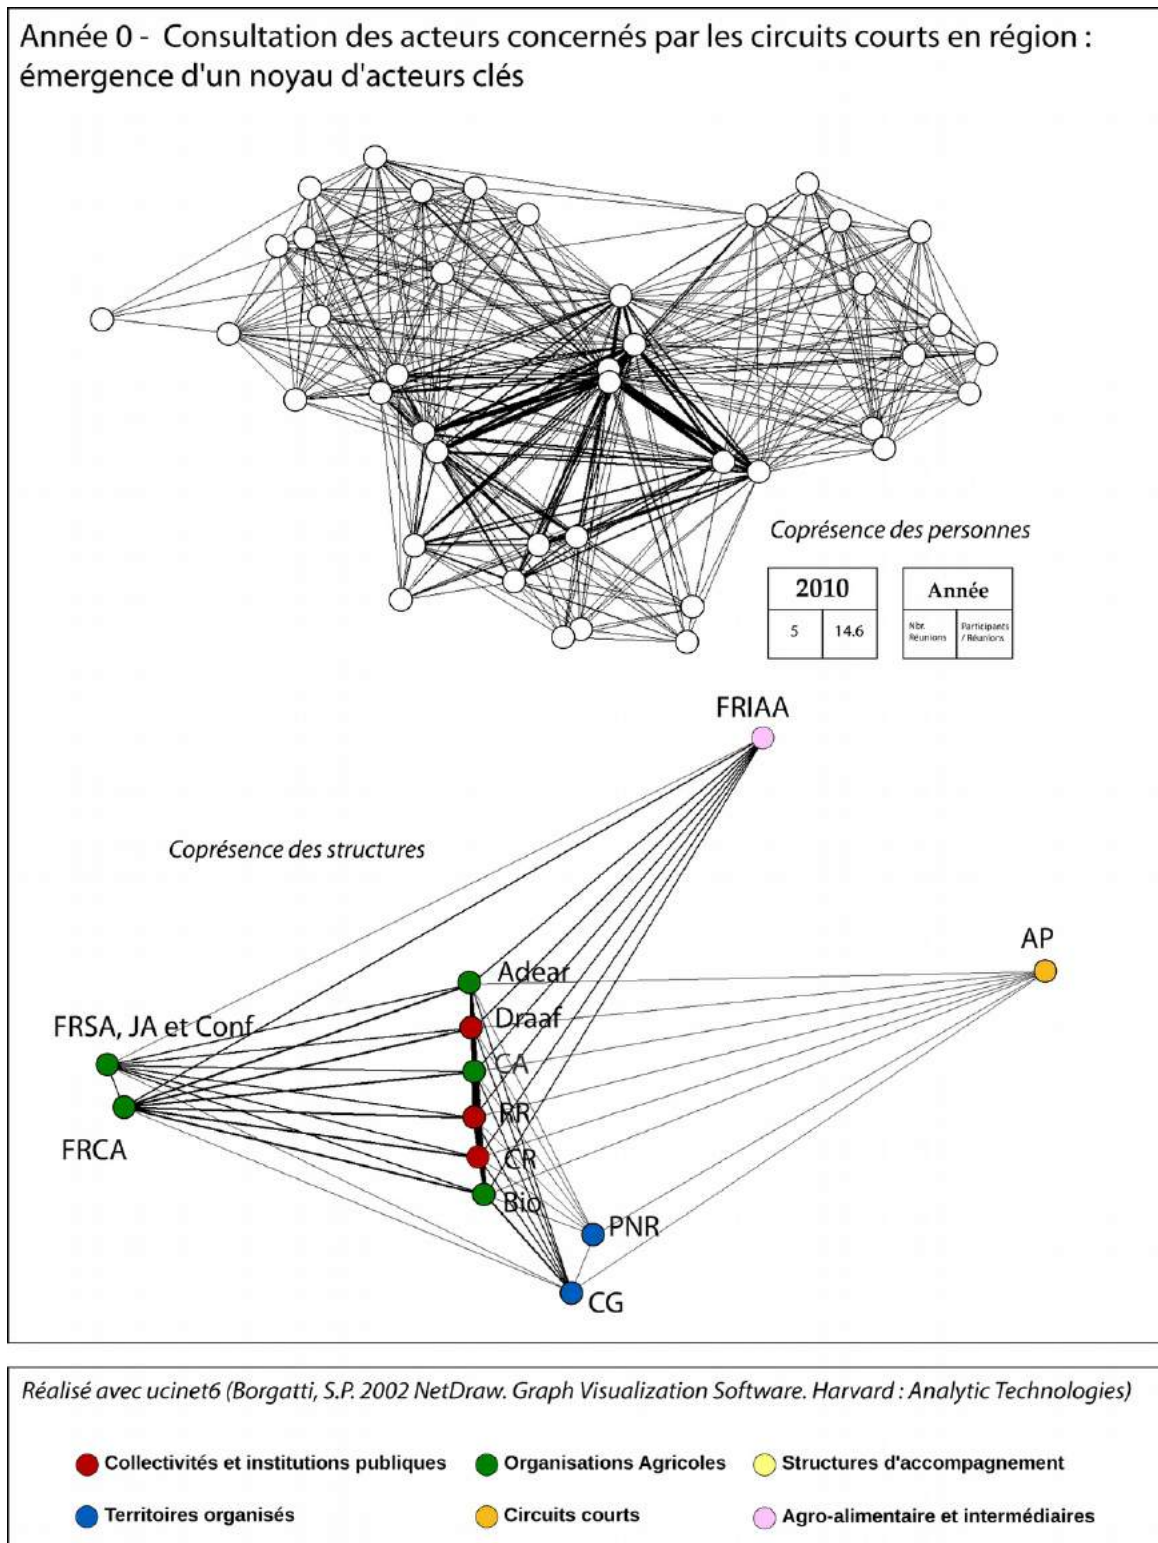 Année 0 - Consultation des acteurs concernés par les circuits courts en région :
émergence d'un noyau d'acteurs clés
Coprésence des personnes
2010
5
14.6
Année
Nbr. Réunions
Participants / Réunions
FRIAA
Coprésence des structures
AP
Adear
Draaf
FRSA, JA et Conf
CA
RR
FRCA
CR
Bio
PNR
CG
Réalisé avec ucinet6 (Borgatti, S.P. 2002 NetDraw. Graph Visualization Software. Harvard : Analytic Technologies)
Collectivités et institutions publiques
Organisations Agricoles
Structures d'accompagnement
Territoires organisés
Circuits courts
Agro-alimentaire et intermédiaires